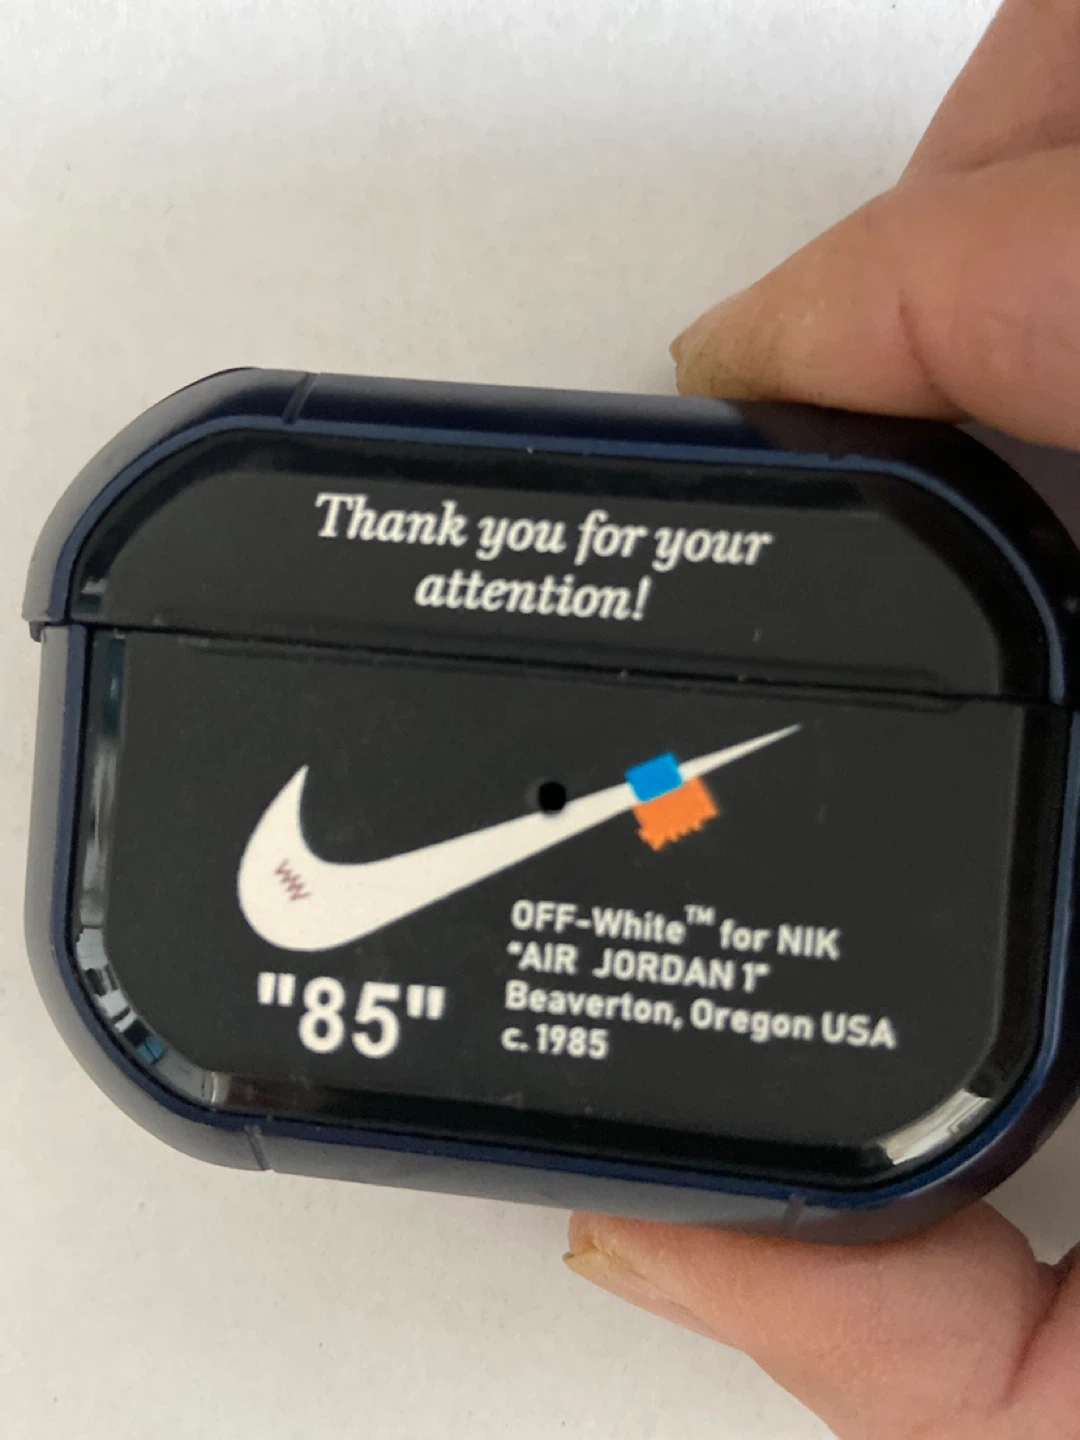 Thank you for your
attention!
"85"
OFF-White™ for NIK
"AIR JORDAN 1"
Beaverton, Oregon USA
c. 1985